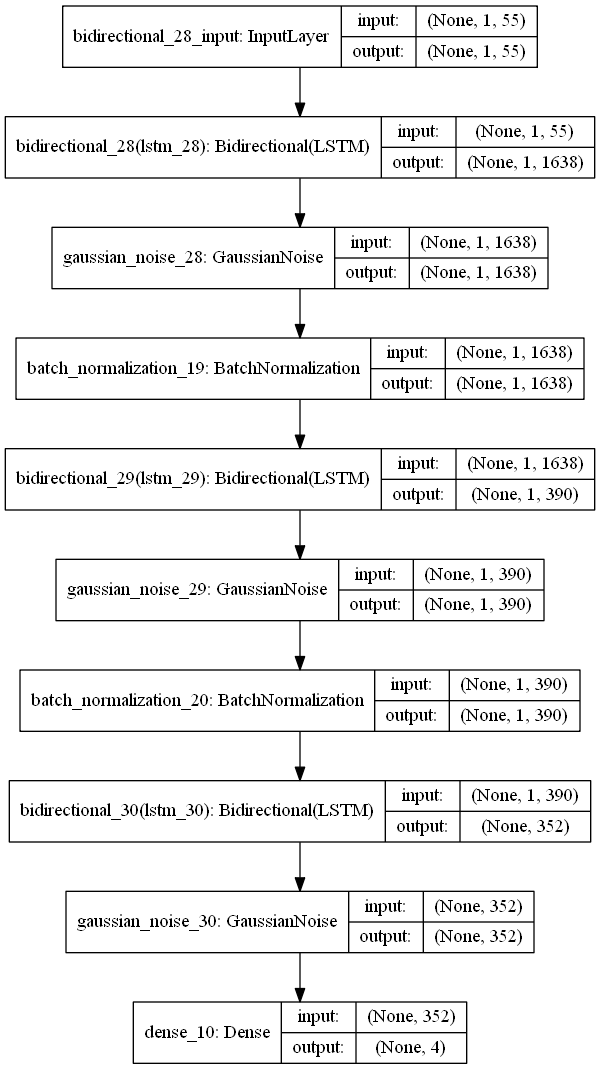 bidirectional_28_input: InputLayer
input: (None, 1, 55)
output: (None, 1, 55)
bidirectional_28(lstm_28): Bidirectional(LSTM)
input: (None, 1, 55)
output: (None, 1, 1638)
gaussian_noise_28: GaussianNoise
input: (None, 1, 1638)
output: (None, 1, 1638)
batch_normalization_19: BatchNormalization
input: (None, 1, 1638)
output: (None, 1, 1638)
bidirectional_29(lstm_29): Bidirectional(LSTM)
input: (None, 1, 1638)
output: (None, 1, 390)
gaussian_noise_29: GaussianNoise
input: (None, 1, 390)
output: (None, 1, 390)
batch_normalization_20: BatchNormalization
input: (None, 1, 390)
output: (None, 1, 390)
bidirectional_30(lstm_30): Bidirectional(LSTM)
input: (None, 1, 390)
output: (None, 352)
gaussian_noise_30: GaussianNoise
input: (None, 352)
output: (None, 352)
dense_10: Dense
input: (None, 352)
output: (None, 4)